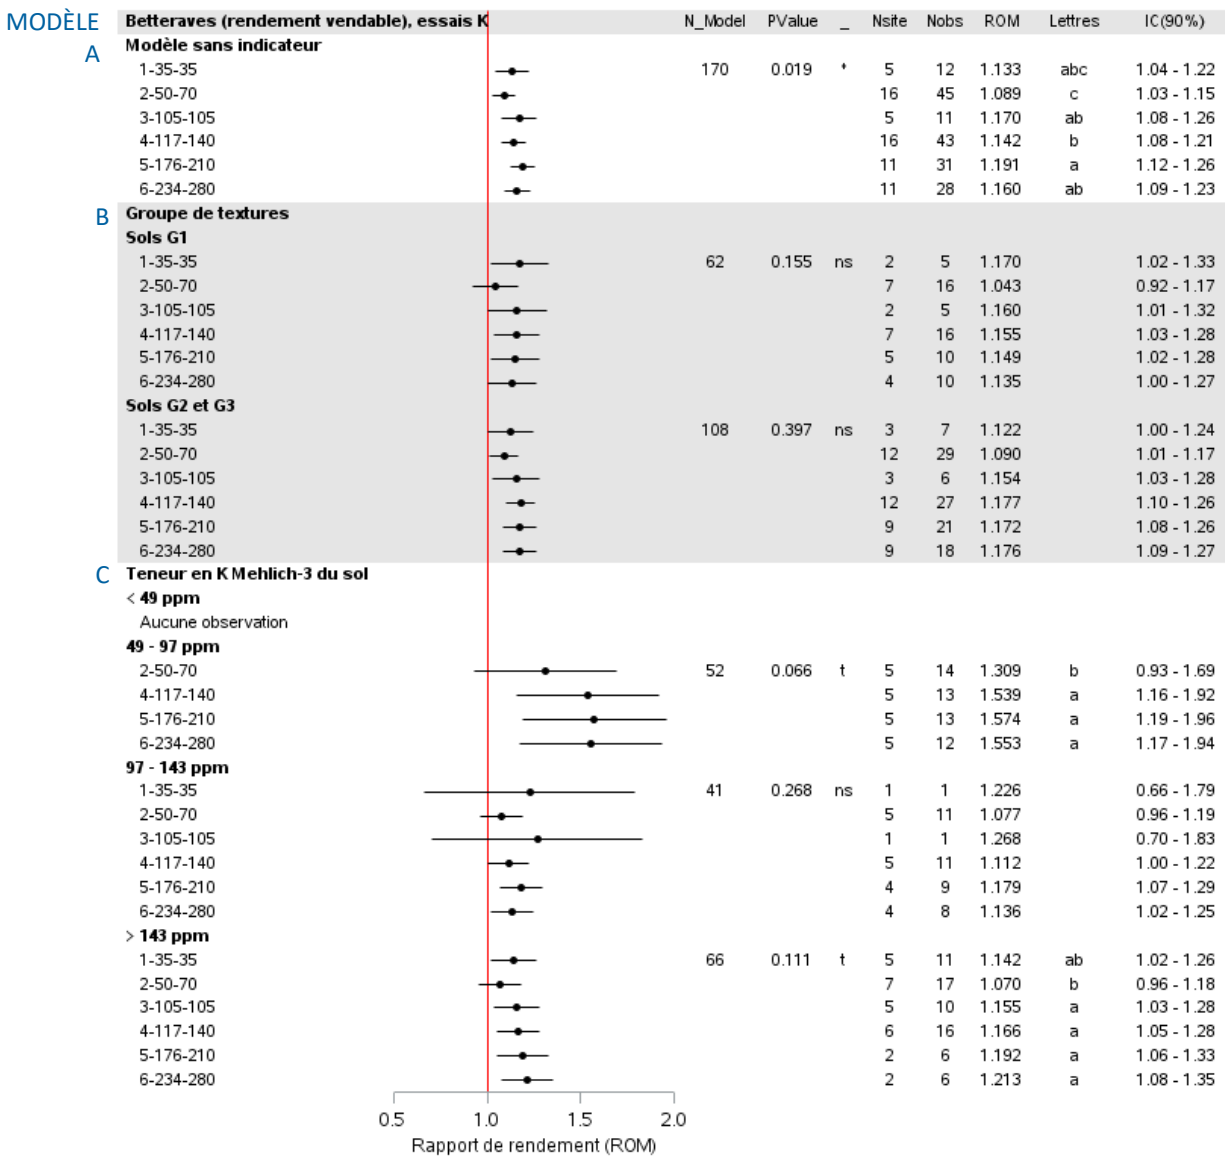 MODÈLE Betteraves (rendement vendable), essais K N_Model PValue _ Nsite Nobs ROM Lettres IC(90%)
A Modèle sans indicateur
1-35-35 170 0.019 * 5 12 1.133 abc 1.04 - 1.22
2-50-70 16 45 1.089 c 1.03 - 1.15
3-105-105 5 11 1.170 ab 1.08 - 1.26
4-117-140 16 43 1.142 b 1.08 - 1.21
5-176-210 11 31 1.191 a 1.12 - 1.26
6-234-280 11 28 1.160 ab 1.09 - 1.23
B Groupe de textures
Sols G1
1-35-35 62 0.155 ns 2 5 1.170 1.02 - 1.33
2-50-70 7 16 1.043 0.92 - 1.17
3-105-105 2 5 1.160 1.01 - 1.32
4-117-140 7 16 1.155 1.03 - 1.28
5-176-210 5 10 1.149 1.02 - 1.28
6-234-280 4 10 1.135 1.00 - 1.27
Sols G2 et G3
1-35-35 108 0.397 ns 3 7 1.122 1.00 - 1.24
2-50-70 12 29 1.090 1.01 - 1.17
3-105-105 3 6 1.154 1.03 - 1.28
4-117-140 12 27 1.177 1.10 - 1.26
5-176-210 9 21 1.172 1.08 - 1.26
6-234-280 9 18 1.176 1.09 - 1.27
C Teneur en K Mehlich-3 du sol
< 49 ppm
Aucune observation
49 - 97 ppm
2-50-70 52 0.066 t 5 14 1.309 b 0.93 - 1.69
4-117-140 5 13 1.539 a 1.16 - 1.92
5-176-210 5 13 1.574 a 1.19 - 1.96
6-234-280 5 12 1.553 a 1.17 - 1.94
97 - 143 ppm
1-35-35 41 0.268 ns 1 1 1.226 0.66 - 1.79
2-50-70 5 11 1.077 0.96 - 1.19
3-105-105 1 1 1.268 0.70 - 1.83
4-117-140 5 11 1.112 1.00 - 1.22
5-176-210 4 9 1.179 1.07 - 1.29
6-234-280 4 8 1.136 1.02 - 1.25
> 143 ppm
1-35-35 66 0.111 t 5 11 1.142 ab 1.02 - 1.26
2-50-70 7 17 1.070 b 0.96 - 1.18
3-105-105 5 10 1.155 a 1.03 - 1.28
4-117-140 6 16 1.166 a 1.05 - 1.28
5-176-210 2 6 1.192 a 1.06 - 1.33
6-234-280 2 6 1.213 a 1.08 - 1.35
0.5 1.0 1.5 2.0
Rapport de rendement (ROM)